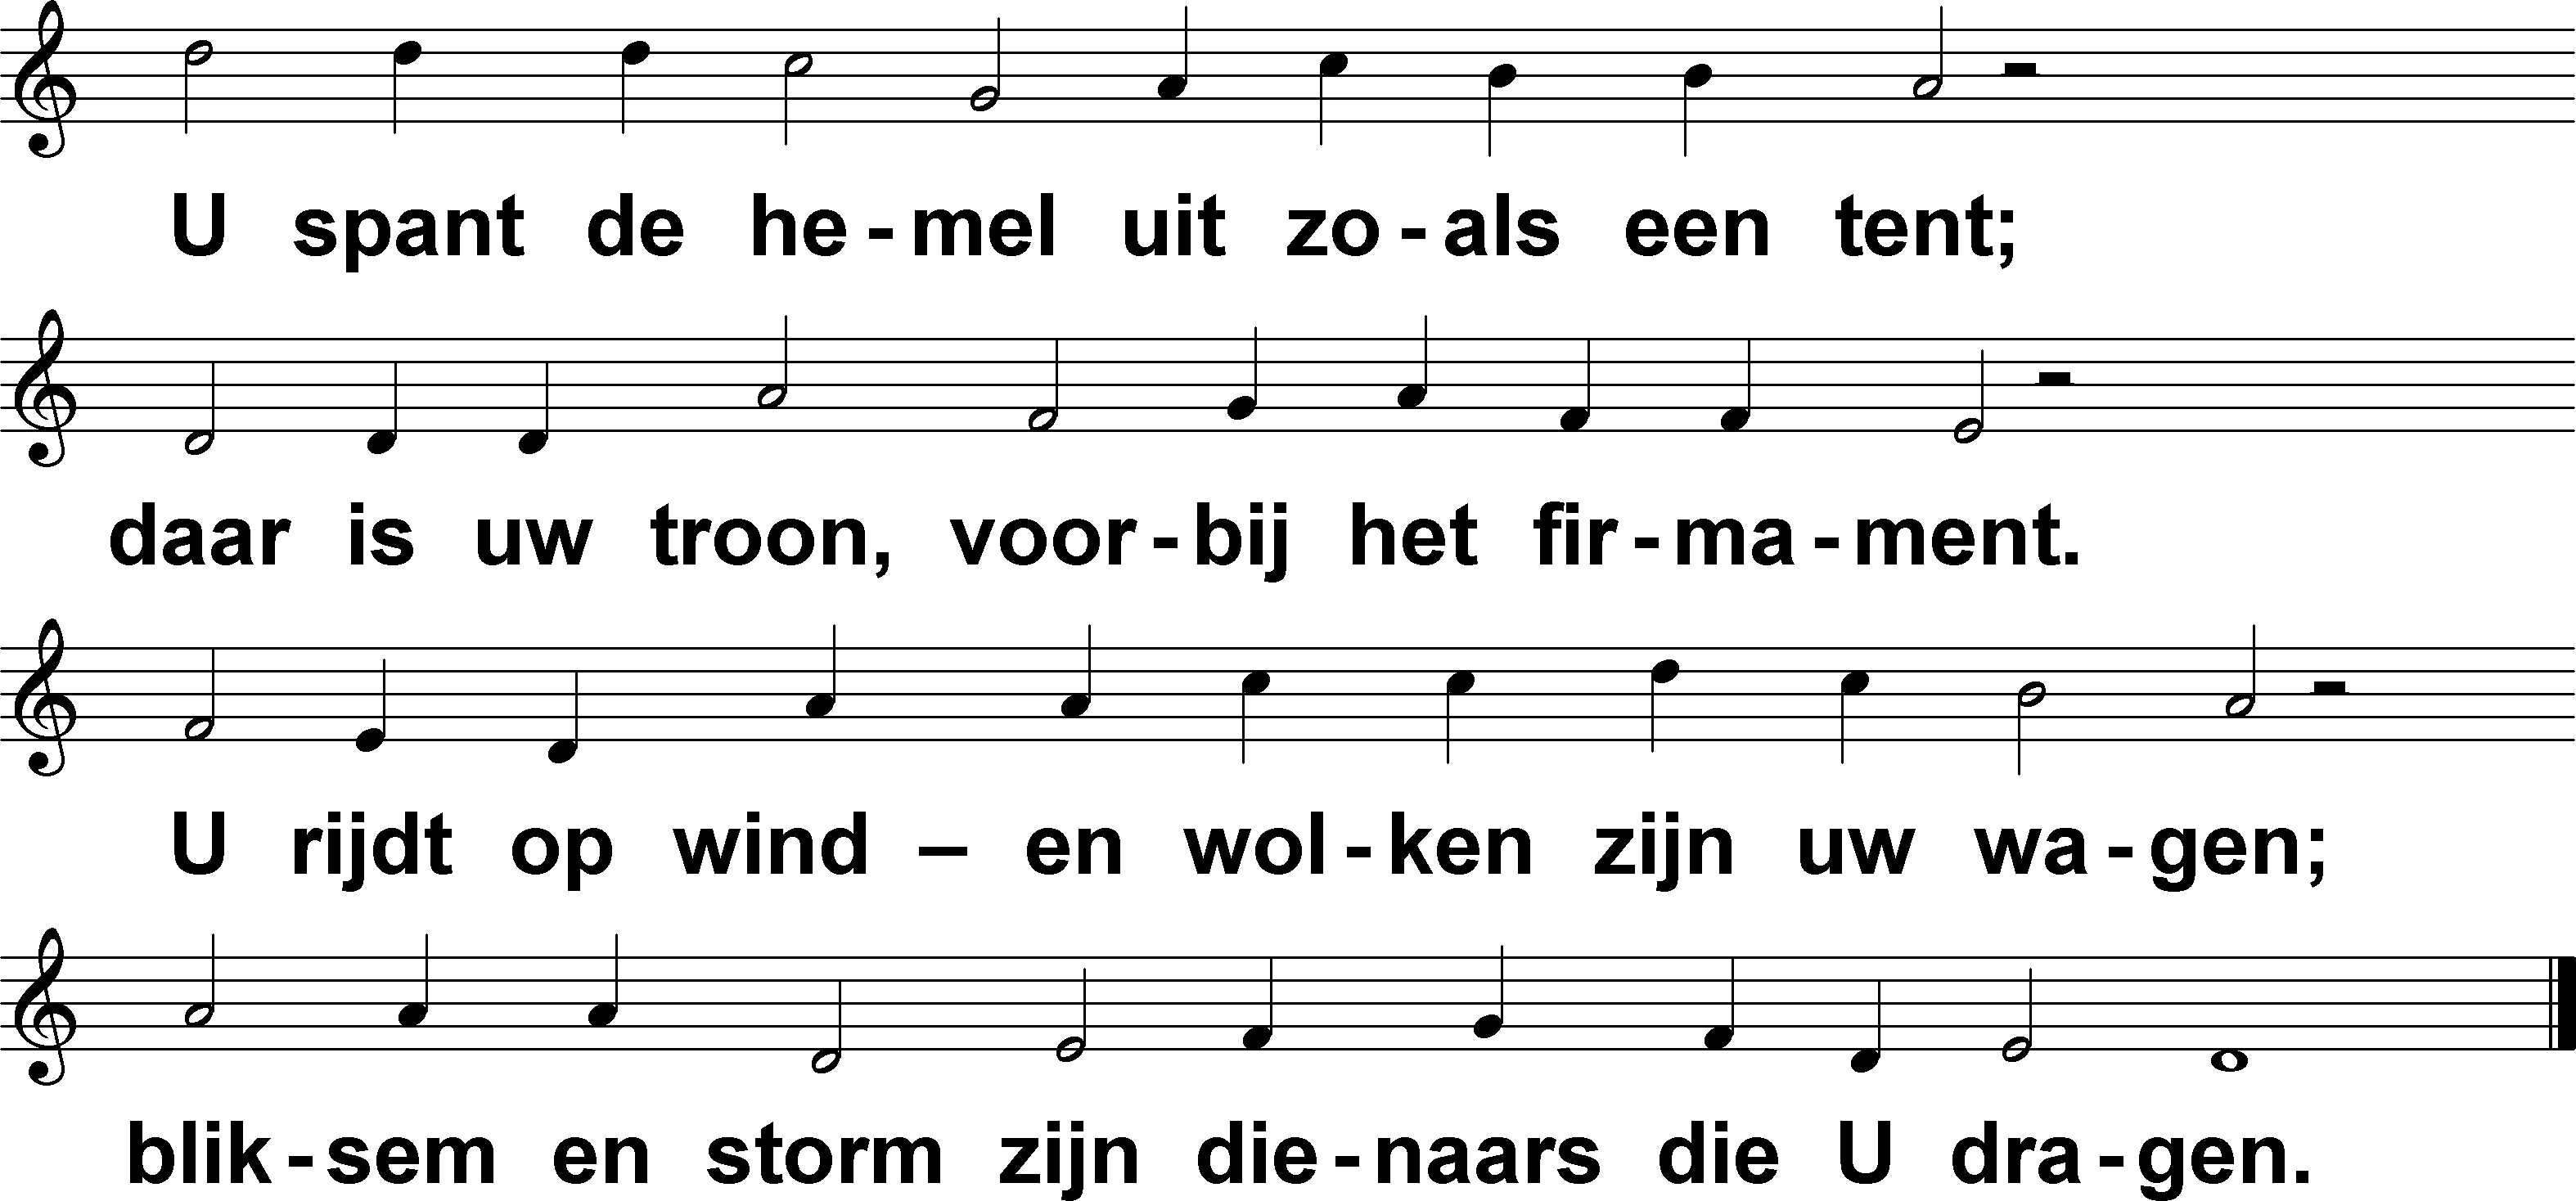 U spant de he-mel uit zo-als een tent;
daar is uw troon, voor-bij het fir-ma-ment.
U rijdt op wind – en wol-ken zijn uw wa-gen;
blik-sem en storm zijn die-naars die U dra-gen.